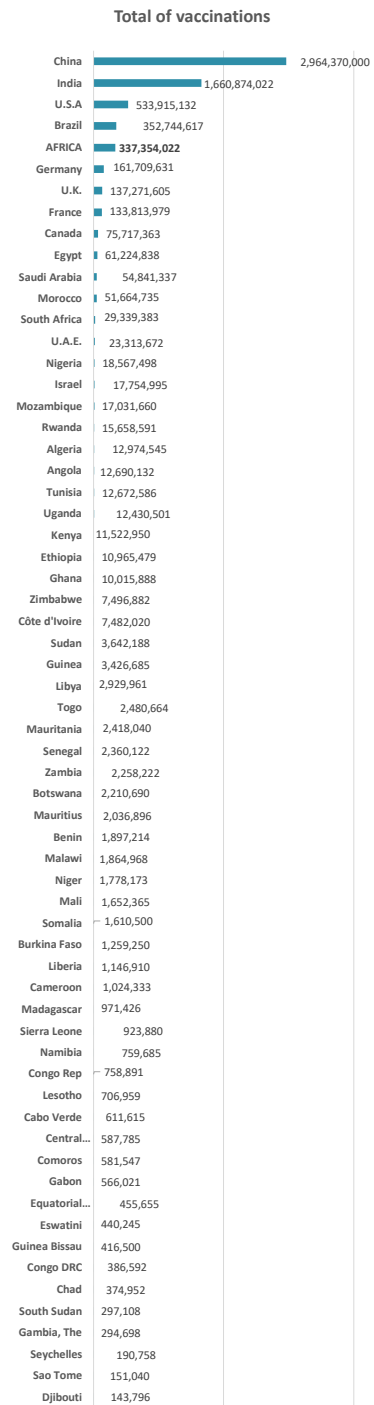 Total of vaccinations
China 2,964,370,000
India 1,660,874,022
U.S.A 533,915,132
Brazil 352,744,617
AFRICA 337,354,022
Germany 161,709,631
U.K. 137,271,605
France 133,813,979
Canada 75,717,363
Egypt 61,224,838
Saudi Arabia 54,841,337
Morocco 51,664,735
South Africa 29,339,383
U.A.E. 23,313,672
Nigeria 18,567,498
Israel 17,754,995
Mozambique 17,031,660
Rwanda 15,658,591
Algeria 12,974,545
Angola 12,690,132
Tunisia 12,672,586
Uganda 12,430,501
Kenya 11,522,950
Ethiopia 10,965,479
Ghana 10,015,888
Zimbabwe 7,496,882
Côte d'Ivoire 7,482,020
Sudan 3,642,188
Guinea 3,426,685
Libya 2,929,961
Togo 2,480,664
Mauritania 2,418,040
Senegal 2,360,122
Zambia 2,258,222
Botswana 2,210,690
Mauritius 2,036,896
Benin 1,897,214
Malawi 1,864,968
Niger 1,778,173
Mali 1,652,365
Somalia 1,610,500
Burkina Faso 1,259,250
Liberia 1,146,910
Cameroon 1,024,333
Madagascar 971,426
Sierra Leone 923,880
Namibia 759,685
Congo Rep 758,891
Lesotho 706,959
Cabo Verde 611,615
Central... 587,785
Comoros 581,547
Gabon 566,021
Equatorial... 455,655
Eswatini 440,245
Guinea Bissau 416,500
Congo DRC 386,592
Chad 374,952
South Sudan 297,108
Gambia, The 294,698
Seychelles 190,758
Sao Tome 151,040
Djibouti 143,796